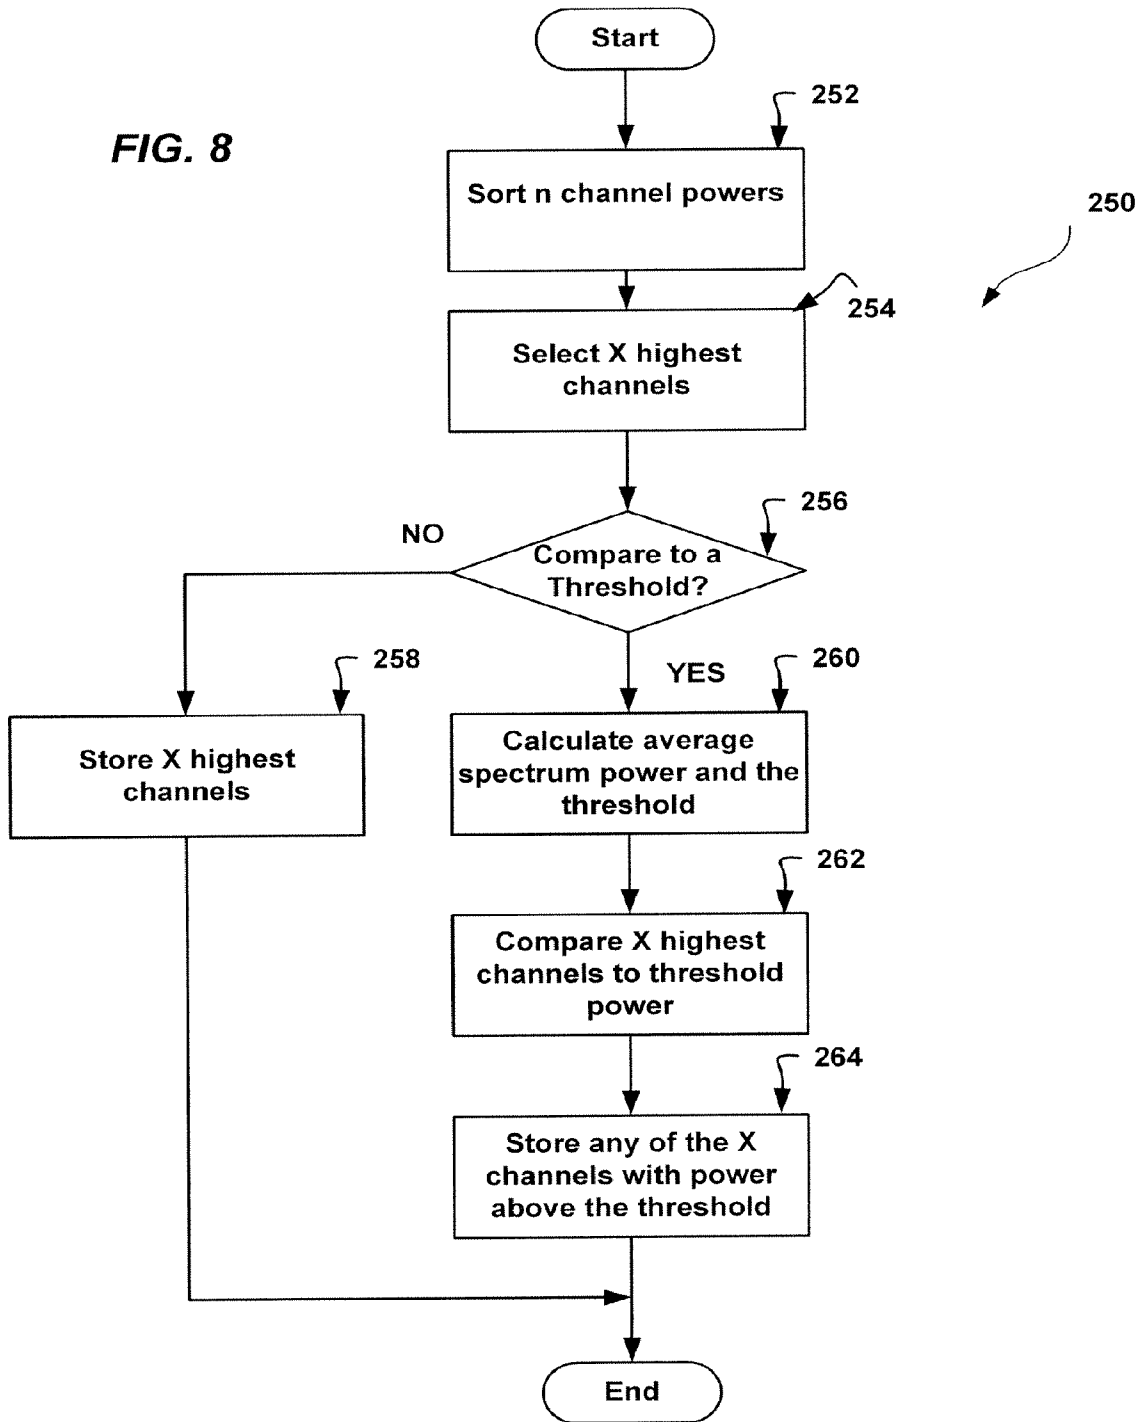 Start
252
FIG. 8
Sort n channel powers
250
254
Select X highest
channels
256
NO
Compare to a
Threshold?
258
YES
260
Store X highest
channels
Calculate average
spectrum power and the
threshold
262
Compare X highest
channels to threshold
power
264
Store any of the X
channels with power
above the threshold
End